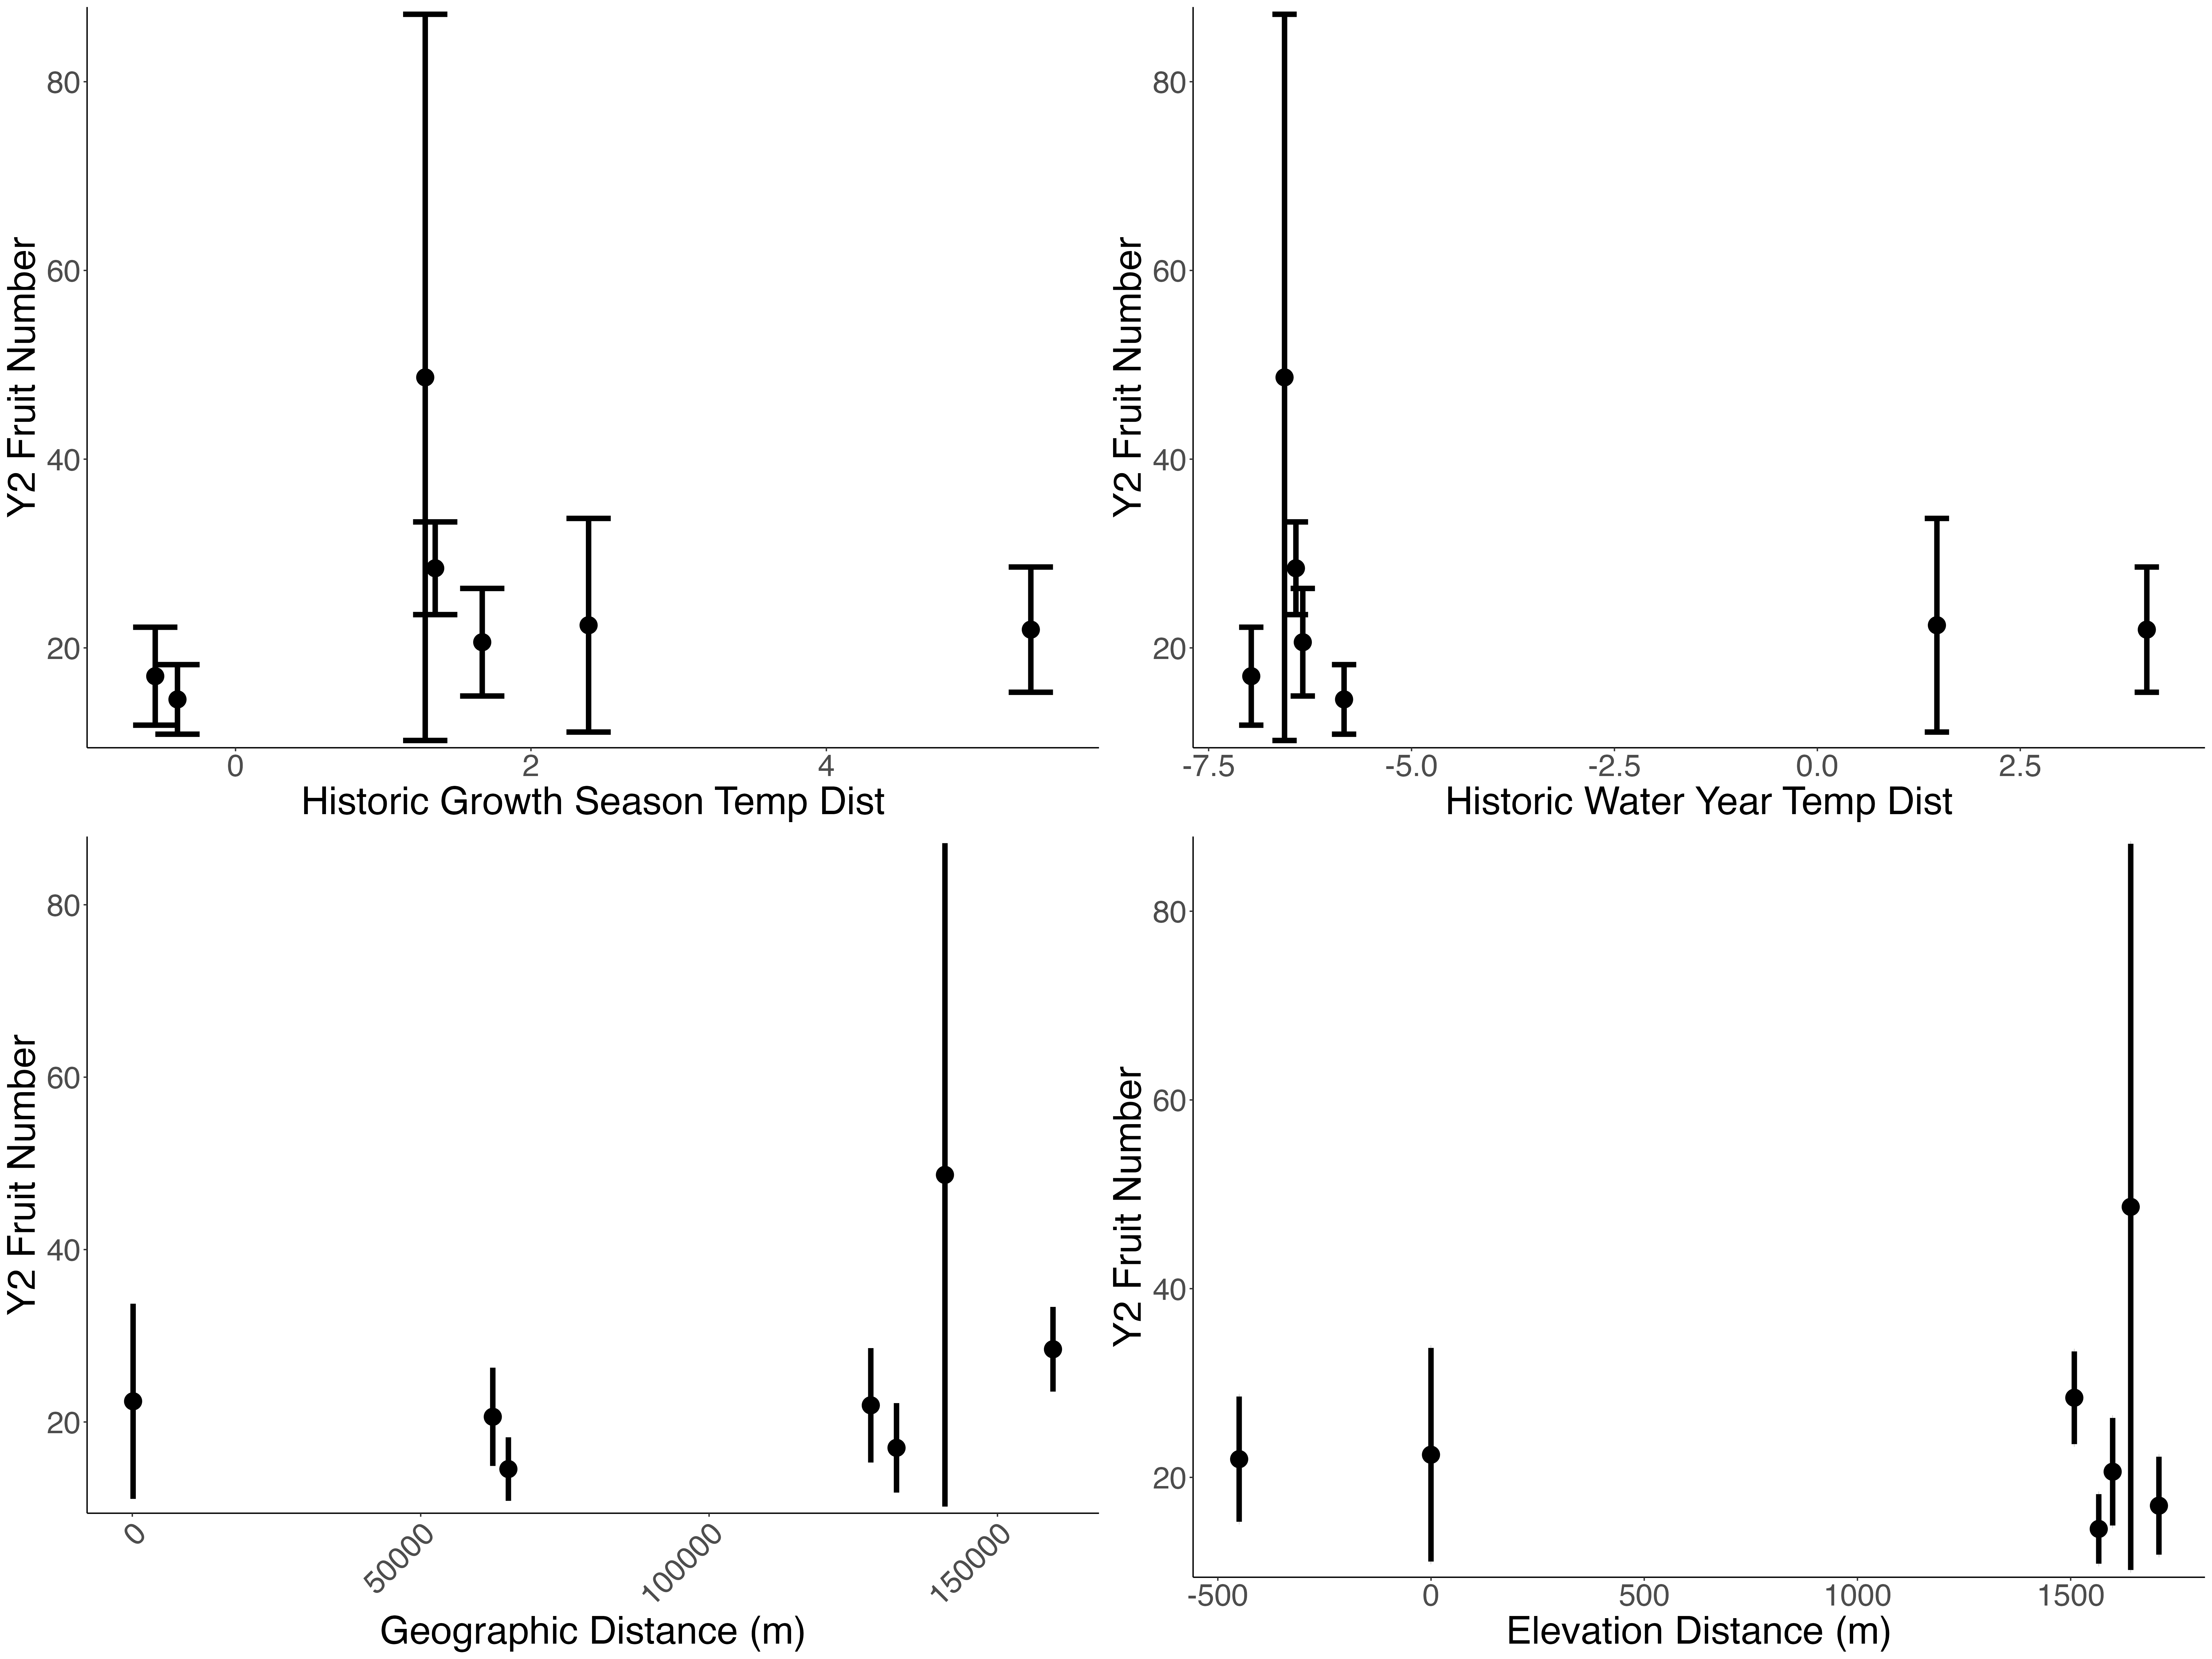 80
60
40
20
Y2 Fruit Number
0 2 4
Historic Growth Season Temp Dist
80
60
40
20
Y2 Fruit Number
-7.5 -5.0 -2.5 0.0 2.5
Historic Water Year Temp Dist
80
60
40
20
Y2 Fruit Number
0 50000 100000 150000
Geographic Distance (m)
80
60
40
20
Y2 Fruit Number
-500 0 500 1000 1500
Elevation Distance (m)